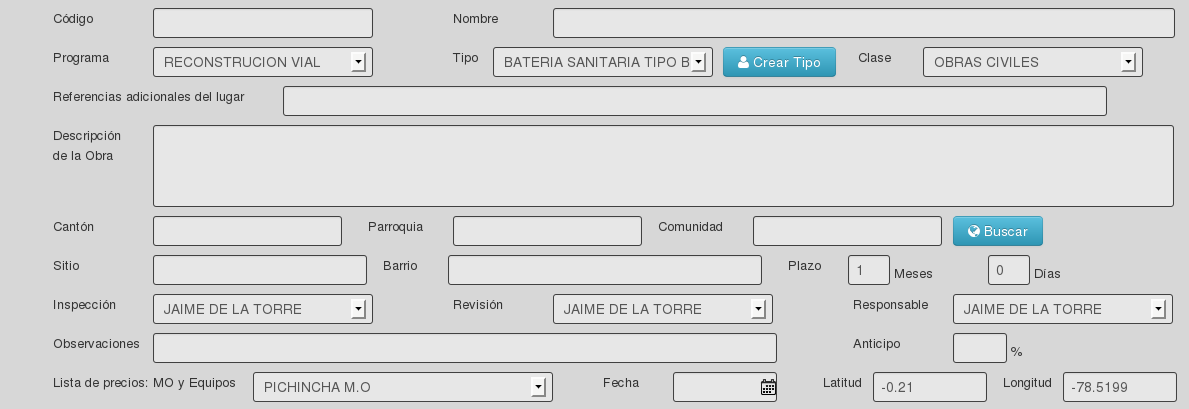 Código Nombre
Programa RECONSTRUCION VIAL Tipo BATERIA SANITARIA TIPO B Crear Tipo Clase OBRAS CIVILES
Referencias adicionales del lugar
Descripción
de la Obra
Cantón Parroquia Comunidad Buscar
Sitio Barrio Plazo 1 Meses 0 Días
Inspección JAIME DE LA TORRE Revisión JAIME DE LA TORRE Responsable JAIME DE LA TORRE
Observaciones Anticipo %
Lista de precios: MO y Equipos PICHINCHA M.O Fecha Latitud -0.21 Longitud -78.5199